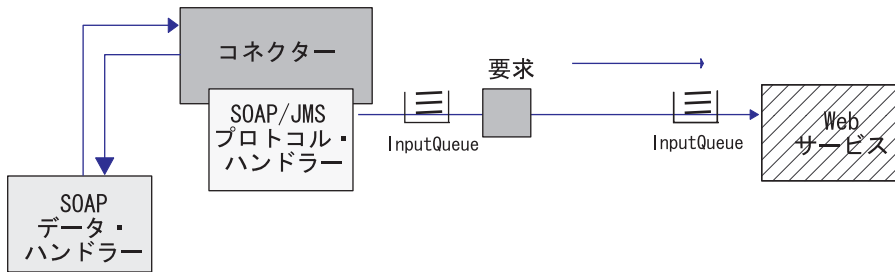 コネクター
SOAP/JMS
プロトコル・
ハンドラー
要求
InputQueue
InputQueue
Web
サービス
SOAP
データ・
ハンドラー